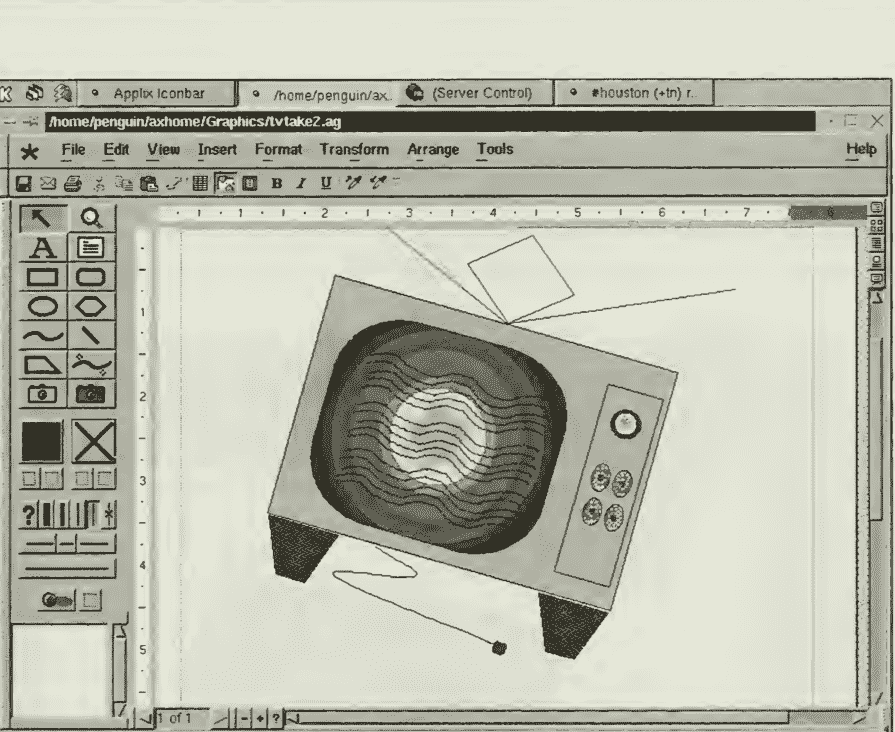 Applix Iconbar /home/penguin/ax.. (Server Control) #houston (+tn) r..
/home/penguin/axhome/Graphics/tvtake2.ag
File Edit View Insert Format Transform Arrange Tools Help
B I U
2 3 4 5 6 7 8
A
1
2
3
?
4
5
1 of 1 - + ?